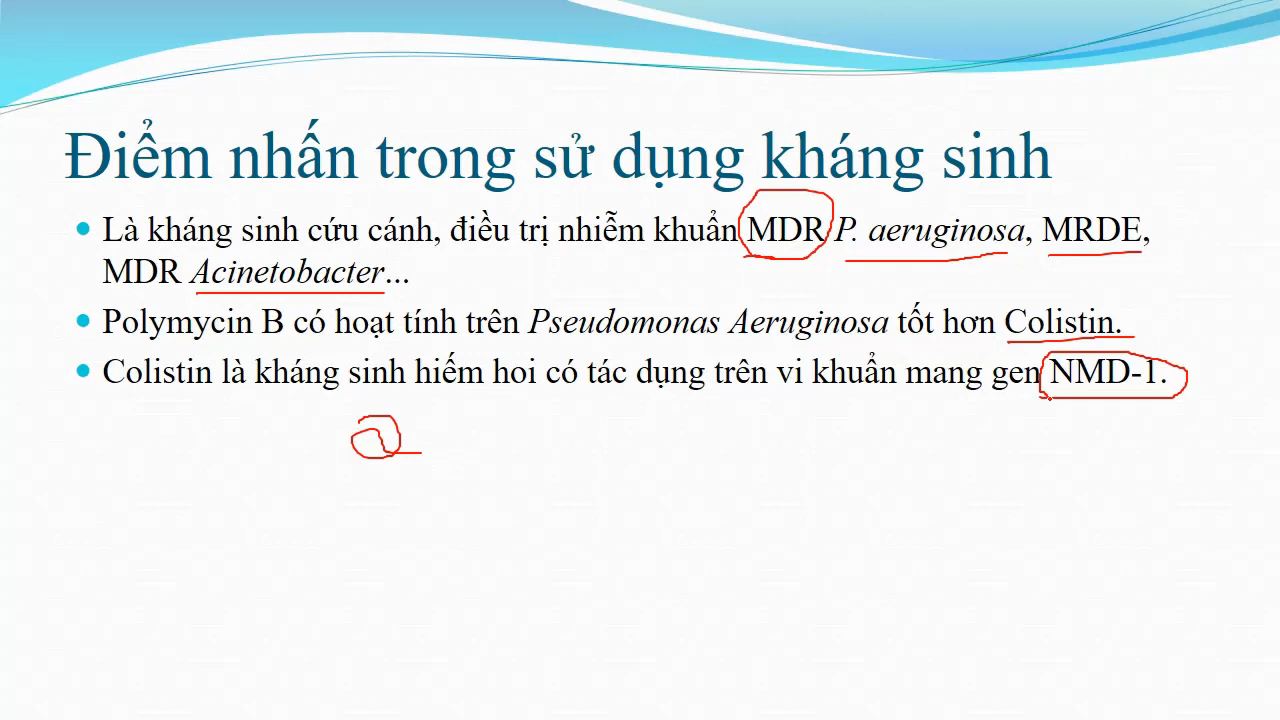 Điểm nhấn trong sử dụng kháng sinh
• Là kháng sinh cứu cánh, điều trị nhiễm khuẩn MDR P. aeruginosa, MRDE,
MDR Acinetobacter...
• Polymycin B có hoạt tính trên Pseudomonas Aeruginosa tốt hơn Colistin.
• Colistin là kháng sinh hiếm hoi có tác dụng trên vi khuẩn mang gen NMD-1.